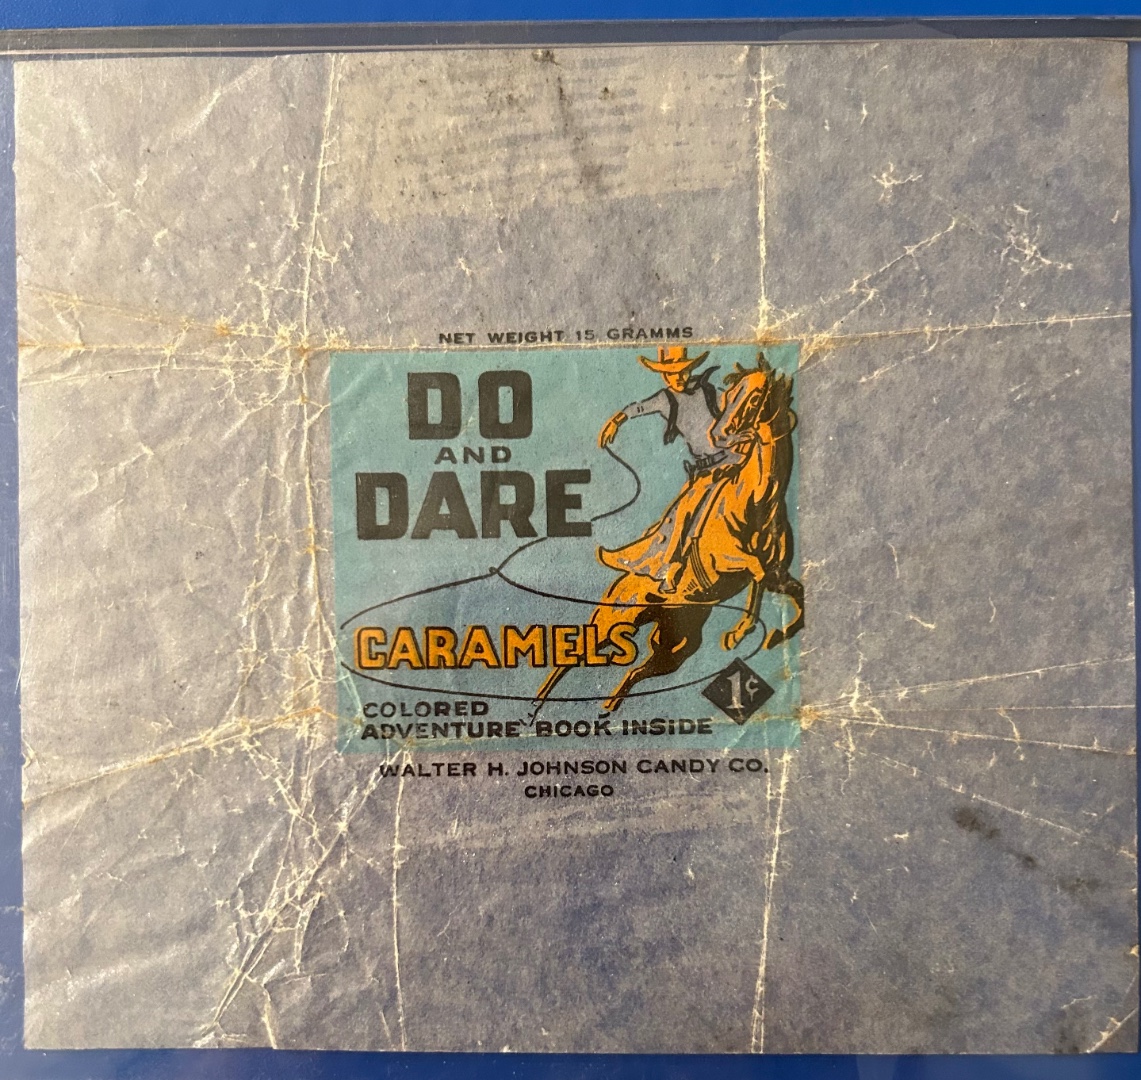 NET WEIGHT 15 GRAMMS
DO
AND
DARE
CARAMELS
1¢
COLORED
ADVENTURE BOOK INSIDE
WALTER H. JOHNSON CANDY CO.
CHICAGO